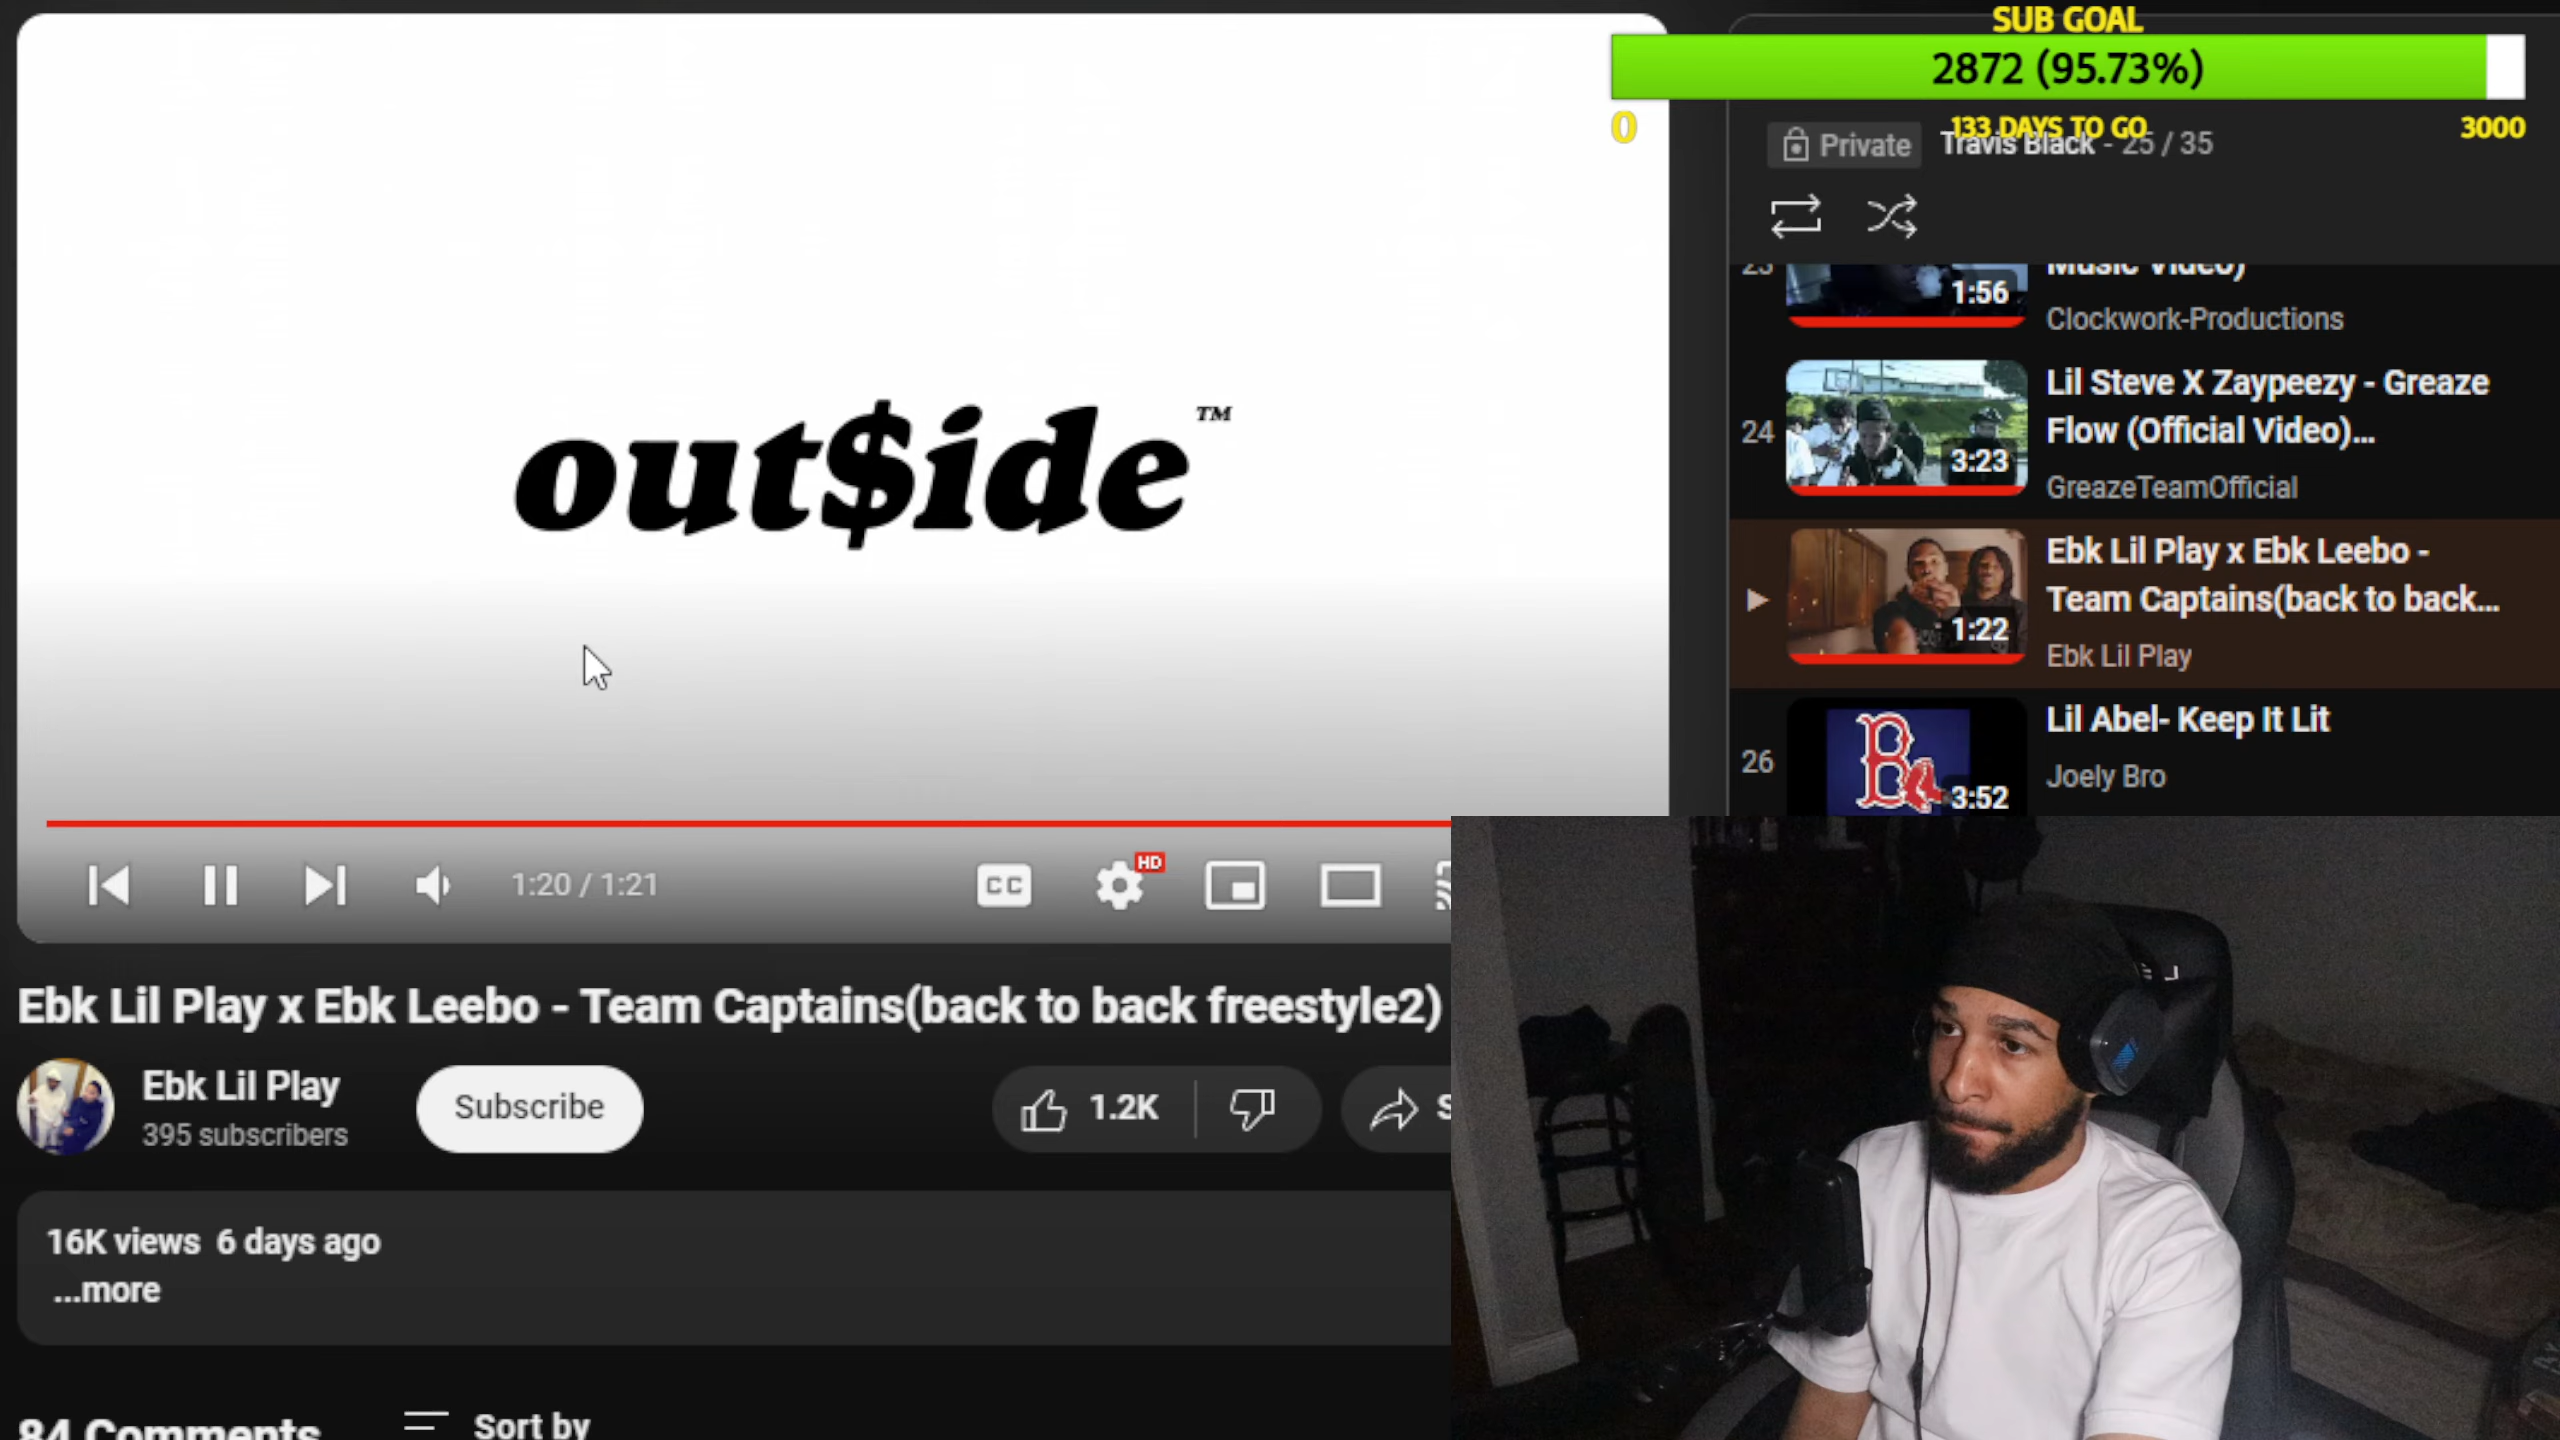 SUB GOAL
2872 (95.73%)
0
133 DAYS TO GO
3000
Private
Travis Black - 25 / 35
out$ide™
23
1:56
Music Video)
Clockwork-Productions
24
3:23
Lil Steve X Zaypeezy - Greaze
Flow (Official Video)...
GreazeTeamOfficial
1:22
Ebk Lil Play x Ebk Leebo -
Team Captains(back to back...
Ebk Lil Play
26
B
3:52
Lil Abel- Keep It Lit
Joely Bro
1:20 / 1:21
CC
HD
Ebk Lil Play x Ebk Leebo - Team Captains(back to back freestyle2)
Ebk Lil Play
395 subscribers
Subscribe
1.2K
S
16K views 6 days ago
...more
84 Comments
Sort by